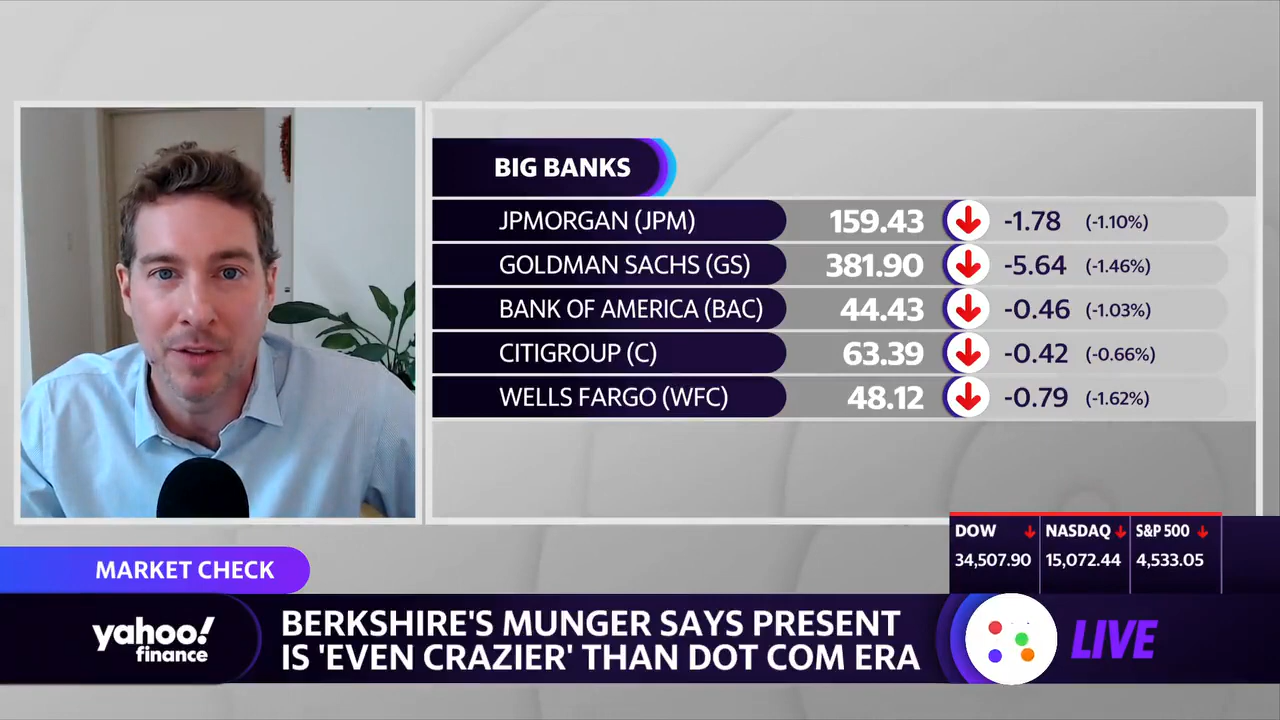 BIG BANKS
JPMORGAN (JPM) 159.43 -1.78 (-1.10%)
GOLDMAN SACHS (GS) 381.90 -5.64 (-1.46%)
BANK OF AMERICA (BAC) 44.43 -0.46 (-1.03%)
CITIGROUP (C) 63.39 -0.42 (-0.66%)
WELLS FARGO (WFC) 48.12 -0.79 (-1.62%)
DOW NASDAQ S&P 500
34,507.90 15,072.44 4,533.05
MARKET CHECK
yahoo!
finance
BERKSHIRE'S MUNGER SAYS PRESENT
IS 'EVEN CRAZIER' THAN DOT COM ERA
LIVE